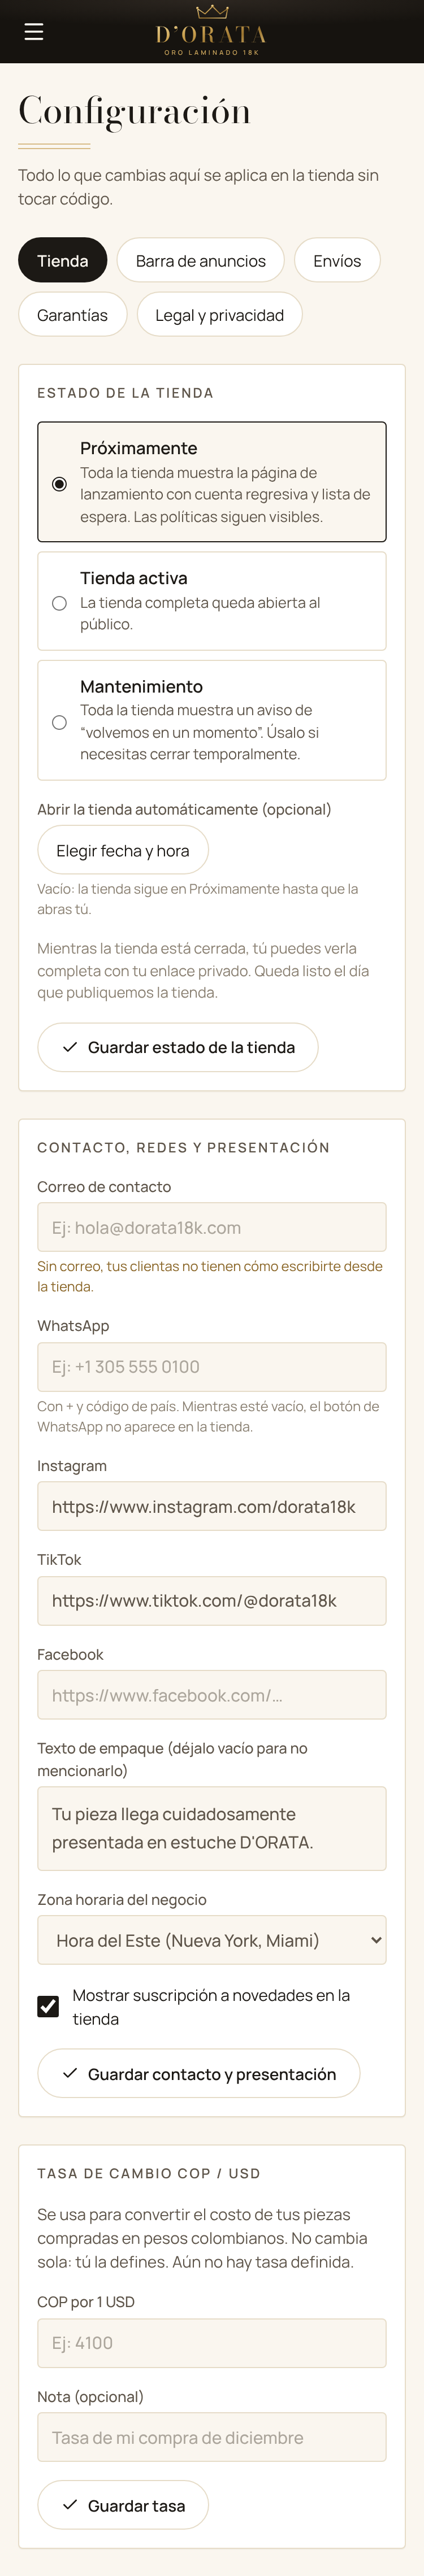 D'ORATA
ORO LAMINADO 18K
Configuración
Todo lo que cambias aquí se aplica en la tienda sin
tocar código.
Tienda
Barra de anuncios
Envíos
Garantías
Legal y privacidad
ESTADO DE LA TIENDA
Próximamente
Toda la tienda muestra la página de
lanzamiento con cuenta regresiva y lista de
espera. Las políticas siguen visibles.
Tienda activa
La tienda completa queda abierta al
público.
Mantenimiento
Toda la tienda muestra un aviso de
“volvemos en un momento”. Úsalo si
necesitas cerrar temporalmente.
Abrir la tienda automáticamente (opcional)
Elegir fecha y hora
Vacío: la tienda sigue en Próximamente hasta que la
abras tú.
Mientras la tienda está cerrada, tú puedes verla
completa con tu enlace privado. Queda listo el día
que publiquemos la tienda.
Guardar estado de la tienda
CONTACTO, REDES Y PRESENTACIÓN
Correo de contacto
Ej: hola@dorata18k.com
Sin correo, tus clientas no tienen cómo escribirte desde
la tienda.
WhatsApp
Ej: +1 305 555 0100
Con + y código de país. Mientras esté vacío, el botón de
WhatsApp no aparece en la tienda.
Instagram
https://www.instagram.com/dorata18k
TikTok
https://www.tiktok.com/@dorata18k
Facebook
https://www.facebook.com/…
Texto de empaque (déjalo vacío para no
mencionarlo)
Tu pieza llega cuidadosamente
presentada en estuche D'ORATA.
Zona horaria del negocio
Hora del Este (Nueva York, Miami)
Mostrar suscripción a novedades en la
tienda
Guardar contacto y presentación
TASA DE CAMBIO COP / USD
Se usa para convertir el costo de tus piezas
compradas en pesos colombianos. No cambia
sola: tú la defines. Aún no hay tasa definida.
COP por 1 USD
Ej: 4100
Nota (opcional)
Tasa de mi compra de diciembre
Guardar tasa